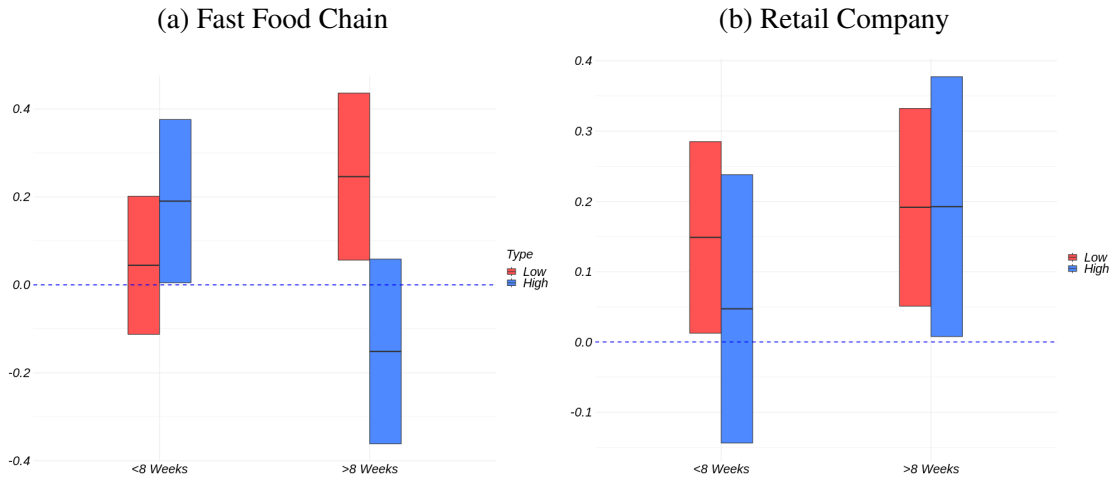 (a) Fast Food Chain
0.4
0.2
0.0
-0.2
-0.4
<8 Weeks
>8 Weeks
Type
Low
High
(b) Retail Company
0.4
0.3
0.2
0.1
0.0
-0.1
<8 Weeks
>8 Weeks
Low
High